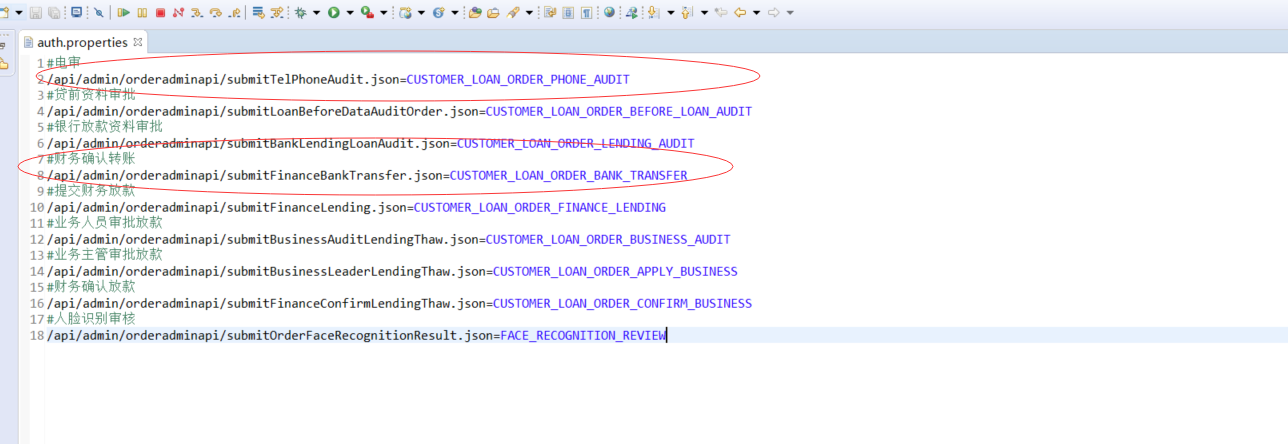 auth.properties
1 #电审
2 /api/admin/orderadminapi/submitTelPhoneAudit.json=CUSTOMER_LOAN_ORDER_PHONE_AUDIT
3 #贷前资料审批
4 /api/admin/orderadminapi/submitLoanBeforeDataAuditOrder.json=CUSTOMER_LOAN_ORDER_BEFORE_LOAN_AUDIT
5 #银行放款资料审批
6 /api/admin/orderadminapi/submitBankLendingLoanAudit.json=CUSTOMER_LOAN_ORDER_LENDING_AUDIT
7 #财务确认转账
8 /api/admin/orderadminapi/submitFinanceBankTransfer.json=CUSTOMER_LOAN_ORDER_BANK_TRANSFER
9 #提交财务放款
10 /api/admin/orderadminapi/submitFinanceLending.json=CUSTOMER_LOAN_ORDER_FINANCE_LENDING
11 #业务人员审批放款
12 /api/admin/orderadminapi/submitBusinessAuditLendingThaw.json=CUSTOMER_LOAN_ORDER_BUSINESS_AUDIT
13 #业务主管审批放款
14 /api/admin/orderadminapi/submitBusinessLeaderLendingThaw.json=CUSTOMER_LOAN_ORDER_APPLY_BUSINESS
15 #财务确认放款
16 /api/admin/orderadminapi/submitFinanceConfirmLendingThaw.json=CUSTOMER_LOAN_ORDER_CONFIRM_BUSINESS
17 #人脸识别审核
18 /api/admin/orderadminapi/submitOrderFaceRecognitionResult.json=FACE_RECOGNITION_REVIEW